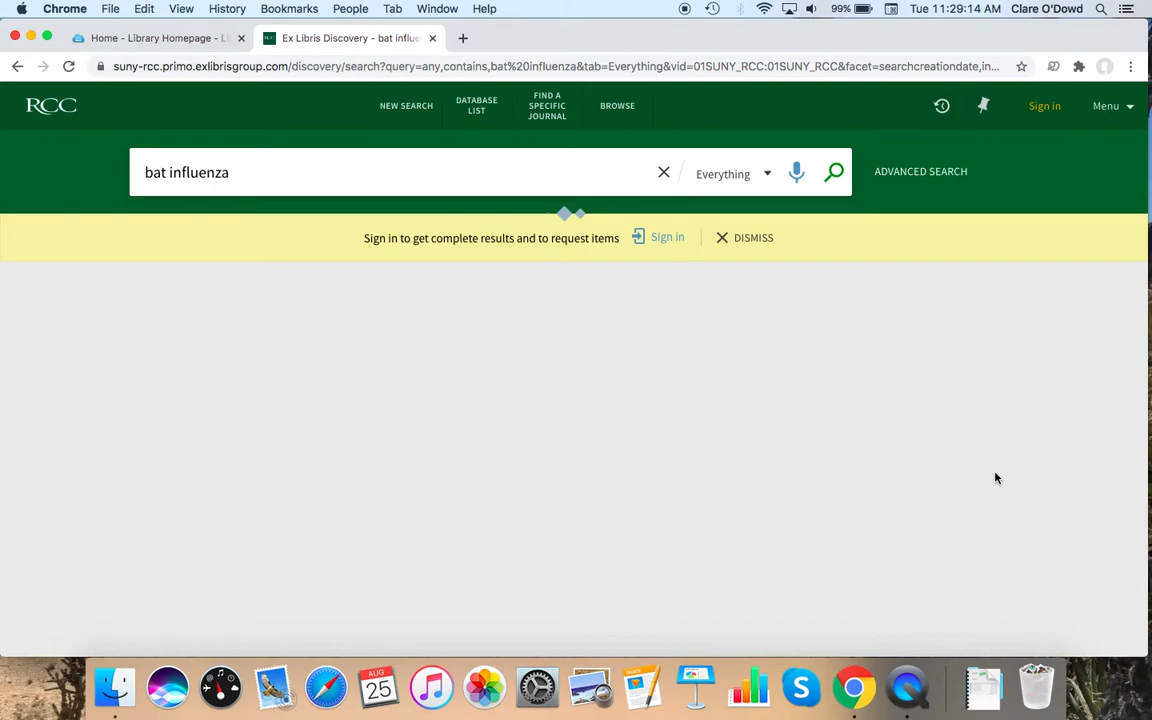 Chrome File Edit View History Bookmarks People Tab Window Help 99% Tue 11:29:14 AM Clare O'Dowd
Home - Library Homepage - Li Ex Libris Discovery - bat influe
suny-rcc.primo.exlibrisgroup.com/discovery/search?query=any,contains,bat%20influenza&tab=Everything&vid=01SUNY_RCC:01SUNY_RCC&facet=searchcreationdate,in...
RCC NEW SEARCH DATABASE LIST FIND A SPECIFIC JOURNAL BROWSE Sign in Menu
bat influenza Everything ADVANCED SEARCH
Sign in to get complete results and to request items Sign in DISMISS
AUG
25